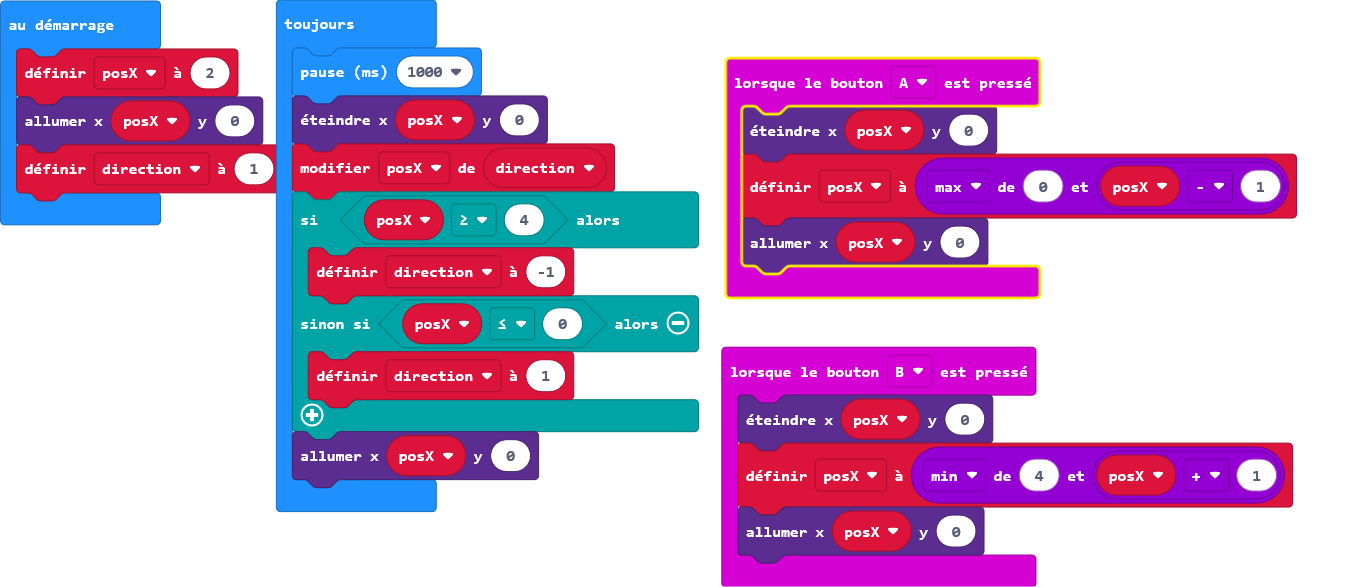 au démarrage
définir posX à 2
allumer x posX y 0
définir direction à 1
toujours
pause (ms) 1000
éteindre x posX y 0
modifier posX de direction
si posX ≥ 4 alors
définir direction à -1
sinon si posX ≤ 0 alors
définir direction à 1
allumer x posX y 0
lorsque le bouton A est pressé
éteindre x posX y 0
définir posX à max de 0 et posX - 1
allumer x posX y 0
lorsque le bouton B est pressé
éteindre x posX y 0
définir posX à min de 4 et posX + 1
allumer x posX y 0